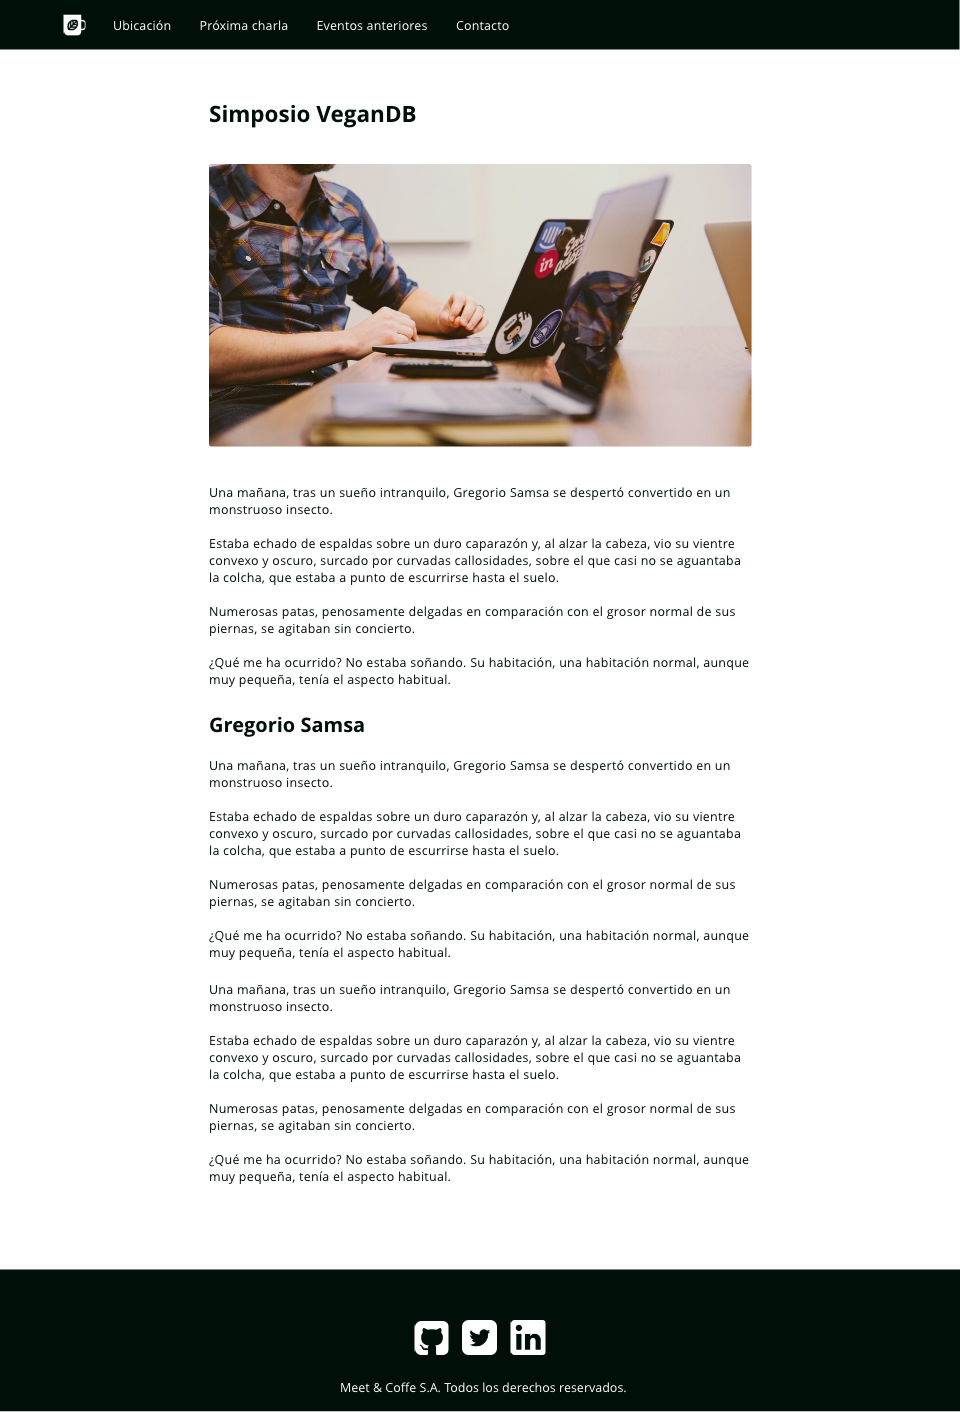 Ubicación Próxima charla Eventos anteriores Contacto
Simposio VeganDB
in
Una mañana, tras un sueño intranquilo, Gregorio Samsa se despertó convertido en un
monstruoso insecto.
Estaba echado de espaldas sobre un duro caparazón y, al alzar la cabeza, vio su vientre
convexo y oscuro, surcado por curvadas callosidades, sobre el que casi no se aguantaba
la colcha, que estaba a punto de escurrirse hasta el suelo.
Numerosas patas, penosamente delgadas en comparación con el grosor normal de sus
piernas, se agitaban sin concierto.
¿Qué me ha ocurrido? No estaba soñando. Su habitación, una habitación normal, aunque
muy pequeña, tenía el aspecto habitual.
Gregorio Samsa
Una mañana, tras un sueño intranquilo, Gregorio Samsa se despertó convertido en un
monstruoso insecto.
Estaba echado de espaldas sobre un duro caparazón y, al alzar la cabeza, vio su vientre
convexo y oscuro, surcado por curvadas callosidades, sobre el que casi no se aguantaba
la colcha, que estaba a punto de escurrirse hasta el suelo.
Numerosas patas, penosamente delgadas en comparación con el grosor normal de sus
piernas, se agitaban sin concierto.
¿Qué me ha ocurrido? No estaba soñando. Su habitación, una habitación normal, aunque
muy pequeña, tenía el aspecto habitual.
Una mañana, tras un sueño intranquilo, Gregorio Samsa se despertó convertido en un
monstruoso insecto.
Estaba echado de espaldas sobre un duro caparazón y, al alzar la cabeza, vio su vientre
convexo y oscuro, surcado por curvadas callosidades, sobre el que casi no se aguantaba
la colcha, que estaba a punto de escurrirse hasta el suelo.
Numerosas patas, penosamente delgadas en comparación con el grosor normal de sus
piernas, se agitaban sin concierto.
¿Qué me ha ocurrido? No estaba soñando. Su habitación, una habitación normal, aunque
muy pequeña, tenía el aspecto habitual.
in
Meet & Coffe S.A. Todos los derechos reservados.